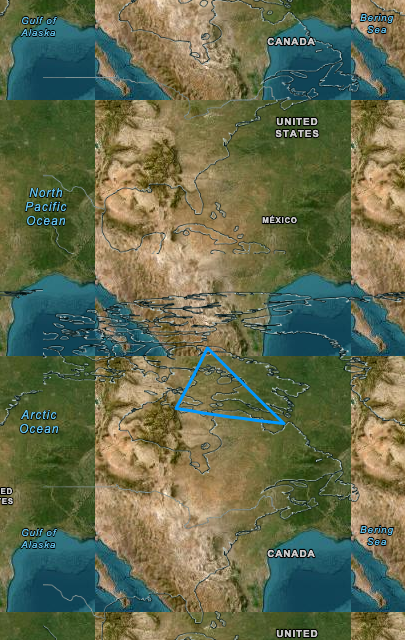 Gulf of
Alaska
CANADA
Bering
Sea
UNITED
STATES
North
Pacific
Ocean
MÉXICO
Arctic
Ocean
ED
ES
Gulf of
Alaska
CANADA
Bering
Sea
UNITED